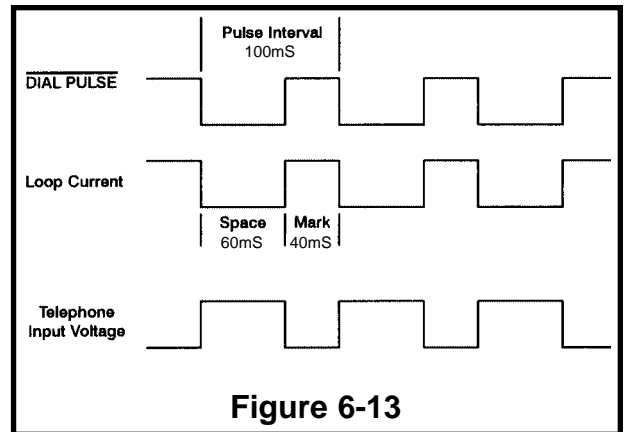 Pulse Interval
100mS
DIAL PULSE
Loop Current
Space
Mark
60mS
40mS
Telephone
Input Voltage
Figure 6-13